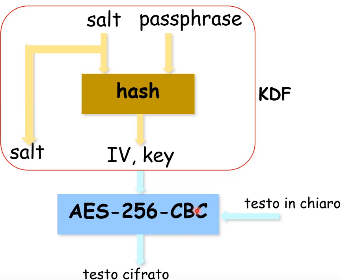 salt passphrase
hash
KDF
salt
IV, key
AES-256-CBC
testo in chiaro
testo cifrato